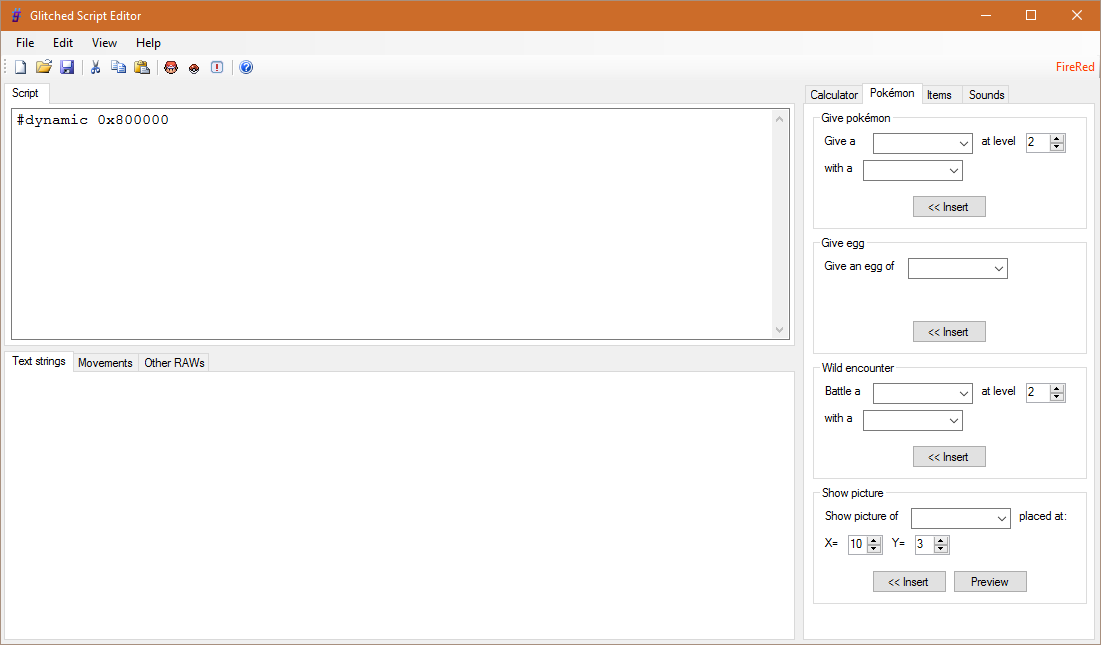 Glitched Script Editor
File Edit View Help
FireRed
Script
#dynamic 0x800000
Text strings Movements Other RAWs
Calculator Pokémon Items Sounds
Give pokémon
Give a at level 2
with a
<< Insert
Give egg
Give an egg of
<< Insert
Wild encounter
Battle a at level 2
with a
<< Insert
Show picture
Show picture of placed at:
X= 10 Y= 3
<< Insert Preview